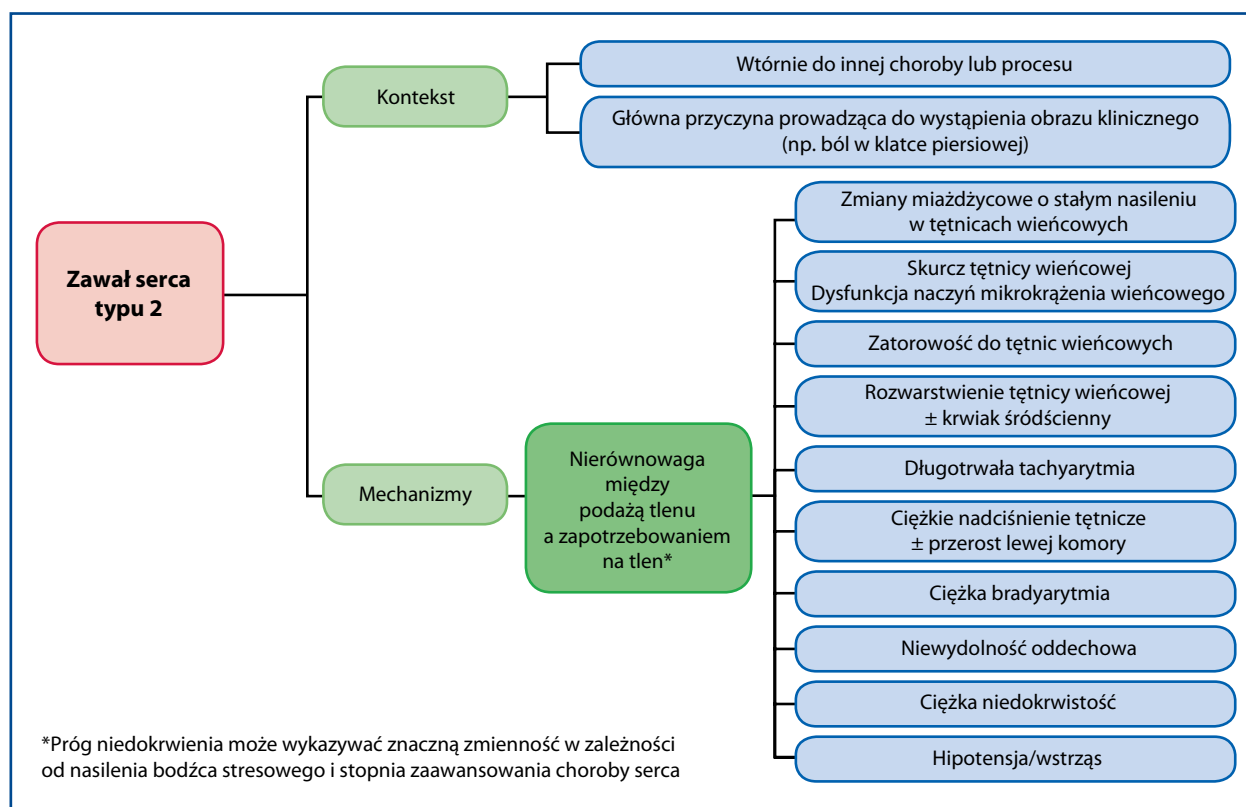 Zawał serca
typu 2
Kontekst
Wtórnie do innej choroby lub procesu
Główna przyczyna prowadząca do wystąpienia obrazu klinicznego
(np. ból w klatce piersiowej)
Mechanizmy
Nierównowaga
między
podażą tlenu
a zapotrzebowaniem
na tlen*
Zmiany miażdżycowe o stałym nasileniu
w tętnicach wieńcowych
Skurcz tętnicy wieńcowej
Dysfunkcja naczyń mikrokrążenia wieńcowego
Zatorowość do tętnic wieńcowych
Rozwarstwienie tętnicy wieńcowej
± krwiak śródścienny
Długotrwała tachyarytmia
Ciężkie nadciśnienie tętnicze
± przerost lewej komory
Ciężka bradyarytmia
Niewydolność oddechowa
Ciężka niedokrwistość
Hipotensja/wstrząs
*Próg niedokrwienia może wykazywać znaczną zmienność w zależności
od nasilenia bodźca stresowego i stopnia zaawansowania choroby serca